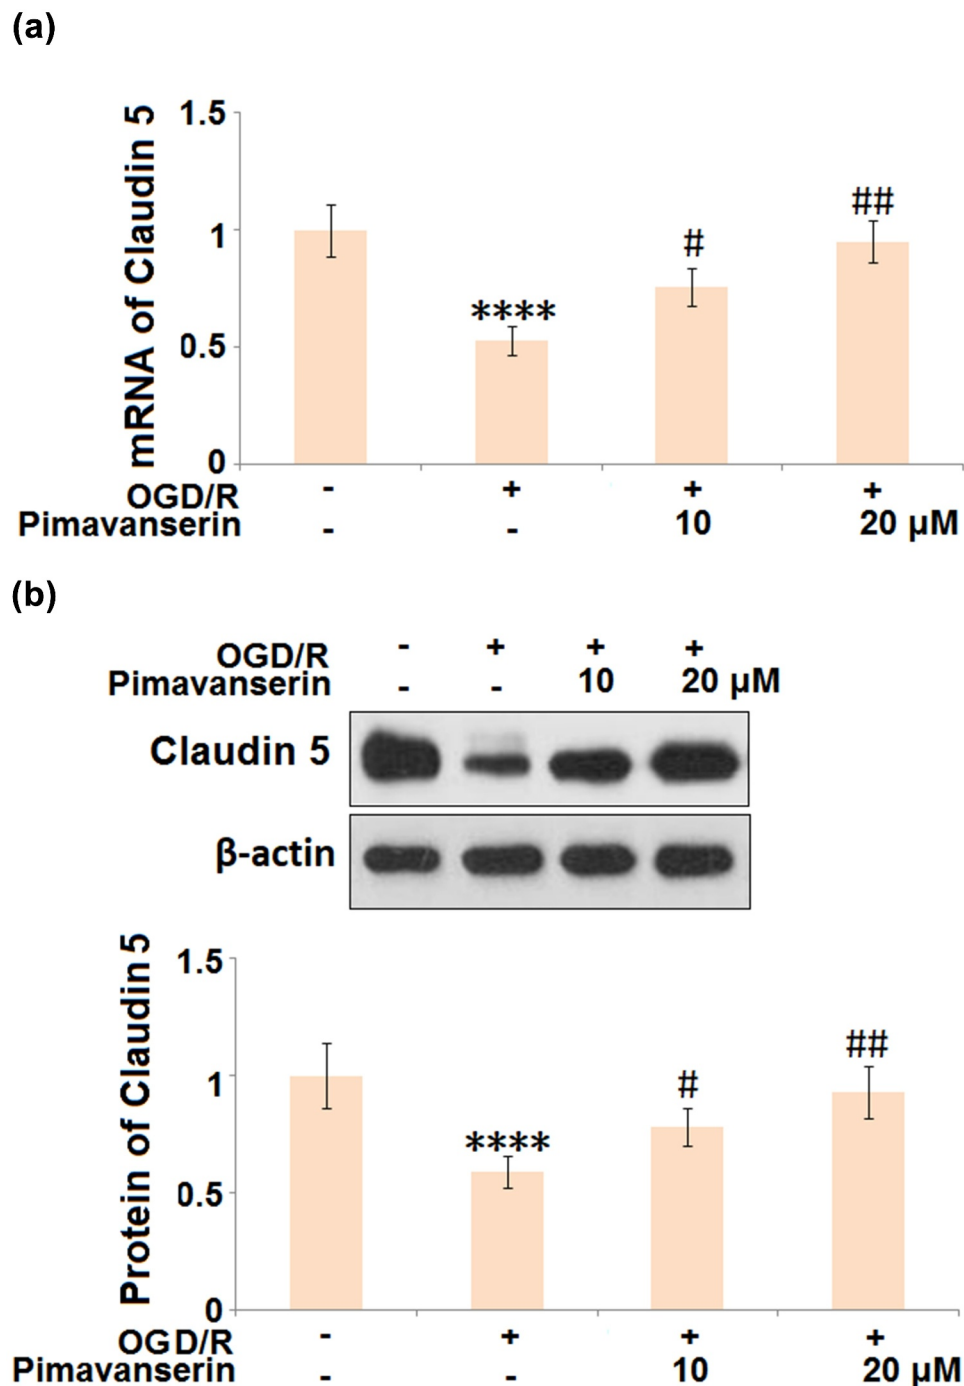 (a)
mRNA of Claudin 5
1.5
1
0.5
0
****
#
##
OGD/R - + + +
Pimavanserin - - 10 20 µM
(b)
OGD/R - + + +
Pimavanserin - - 10 20 µM
Claudin 5
β-actin
Protein of Claudin 5
1.5
1
0.5
0
****
#
##
OGD/R - + + +
Pimavanserin - - 10 20 µM